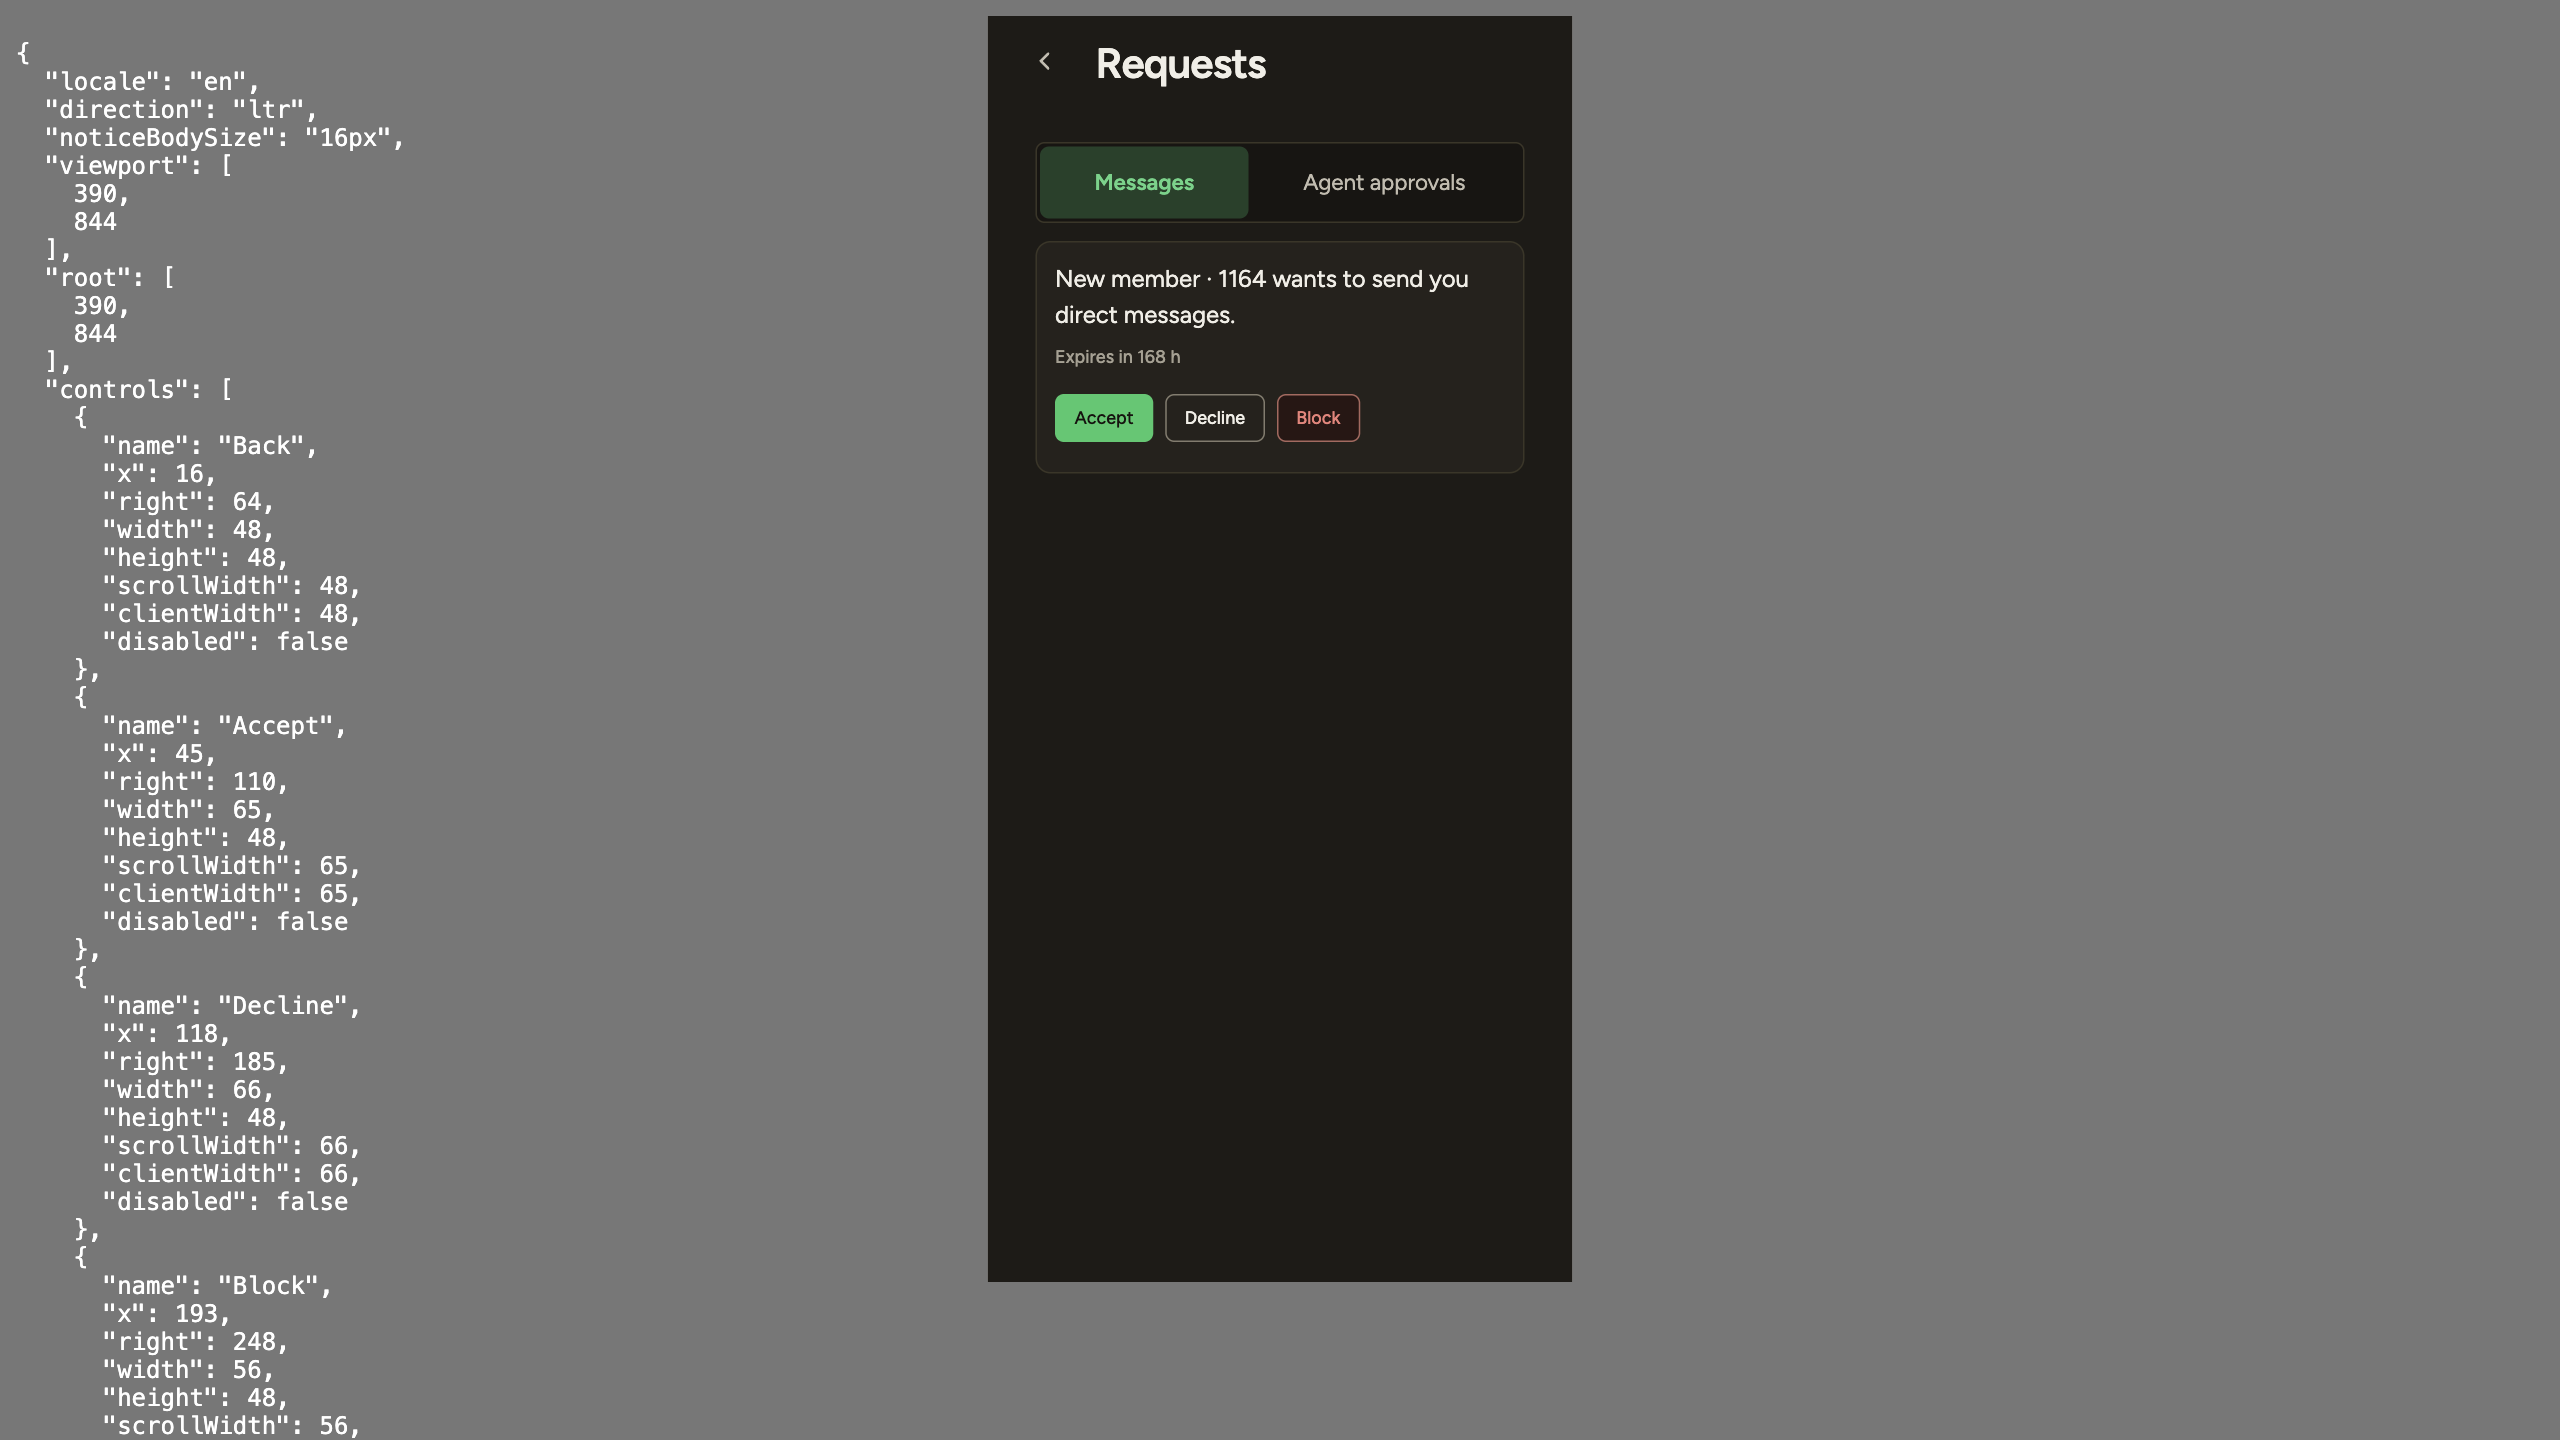 {
"locale": "en",
"direction": "ltr",
"noticeBodySize": "16px",
"viewport": [
390,
844
],
"root": [
390,
844
],
"controls": [
{
"name": "Back",
"x": 16,
"right": 64,
"width": 48,
"height": 48,
"scrollWidth": 48,
"clientWidth": 48,
"disabled": false
},
{
"name": "Accept",
"x": 45,
"right": 110,
"width": 65,
"height": 48,
"scrollWidth": 65,
"clientWidth": 65,
"disabled": false
},
{
"name": "Decline",
"x": 118,
"right": 185,
"width": 66,
"height": 48,
"scrollWidth": 66,
"clientWidth": 66,
"disabled": false
},
{
"name": "Block",
"x": 193,
"right": 248,
"width": 56,
"height": 48,
"scrollWidth": 56,
Requests
Messages
Agent approvals
New member · 1164 wants to send you
direct messages.
Expires in 168 h
Accept
Decline
Block